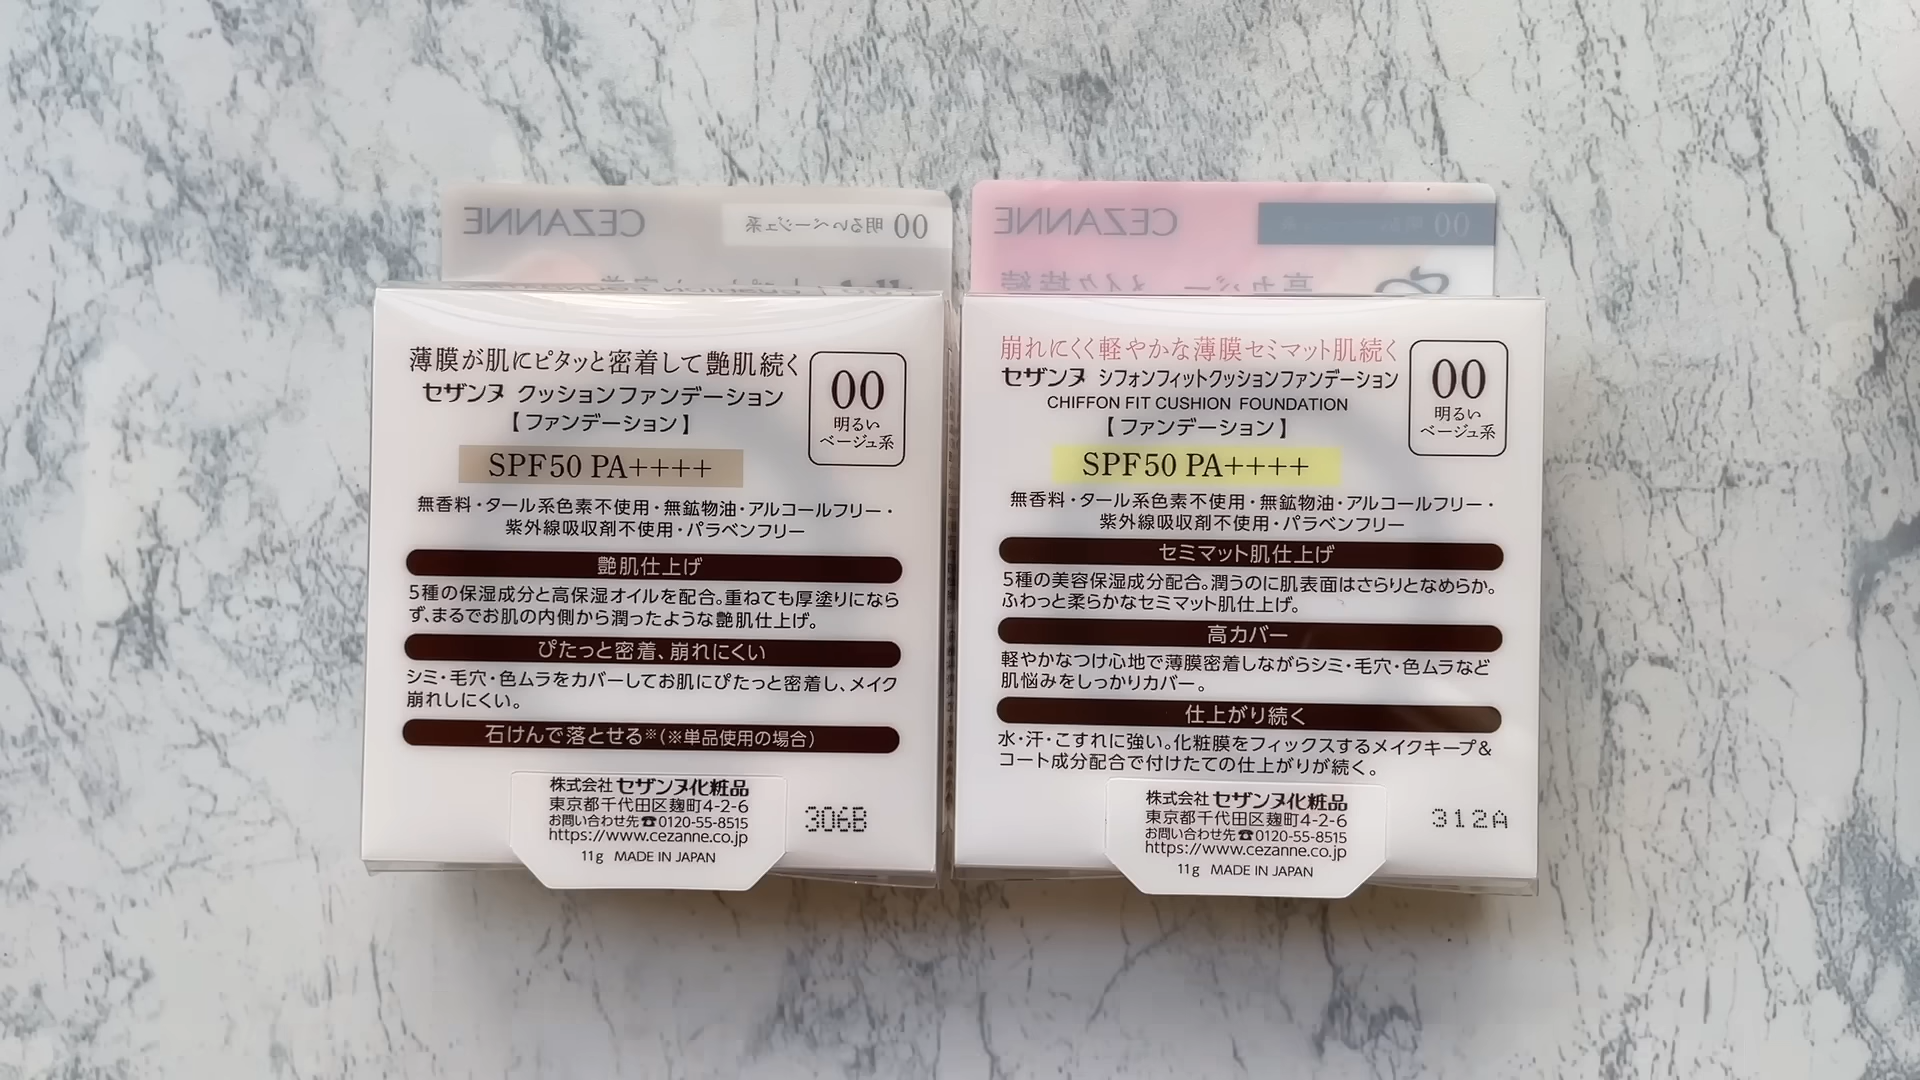 CEZANNE
00 明るいベージュ系
薄膜が肌にピタッと密着して艶肌続く
セザンヌ クッションファンデーション
【ファンデーション】
00
明るい
ベージュ系
SPF50 PA++++
無香料・タール系色素不使用・無鉱物油・アルコールフリー・
紫外線吸収剤不使用・パラベンフリー
艶肌仕上げ
5種の保湿成分と高保湿オイルを配合。重ねても厚塗りになら
ず、まるでお肌の内側から潤ったような艶肌仕上げ。
ぴたっと密着、崩れにくい
シミ・毛穴・色ムラをカバーしてお肌にぴたっと密着し、メイク
崩れしにくい。
石けんで落とせる※(※単品使用の場合)
株式会社 セザンヌ化粧品
東京都千代田区麹町4-2-6
お問い合わせ先☎0120-55-8515
https://www.cezanne.co.jp
11g MADE IN JAPAN
306B
CEZANNE
00 明るい
高カバー メイク持続
崩れにくく軽やかな薄膜セミマット肌続く
セザンヌ シフォンフィットクッションファンデーション
CHIFFON FIT CUSHION FOUNDATION
【ファンデーション】
00
明るい
ベージュ系
SPF50 PA++++
無香料・タール系色素不使用・無鉱物油・アルコールフリー・
紫外線吸収剤不使用・パラベンフリー
セミマット肌仕上げ
5種の美容保湿成分配合。潤うのに肌表面はさらりとなめらか。
ふわっと柔らかなセミマット肌仕上げ。
高カバー
軽やかなつけ心地で薄膜密着しながらシミ・毛穴・色ムラなど
肌悩みをしっかりカバー。
仕上がり続く
水・汗・こすれに強い。化粧膜をフィックスするメイクキープ&
コート成分配合で付けたての仕上がりが続く。
株式会社 セザンヌ化粧品
東京都千代田区麹町4-2-6
お問い合わせ先☎0120-55-8515
https://www.cezanne.co.jp
11g MADE IN JAPAN
312A